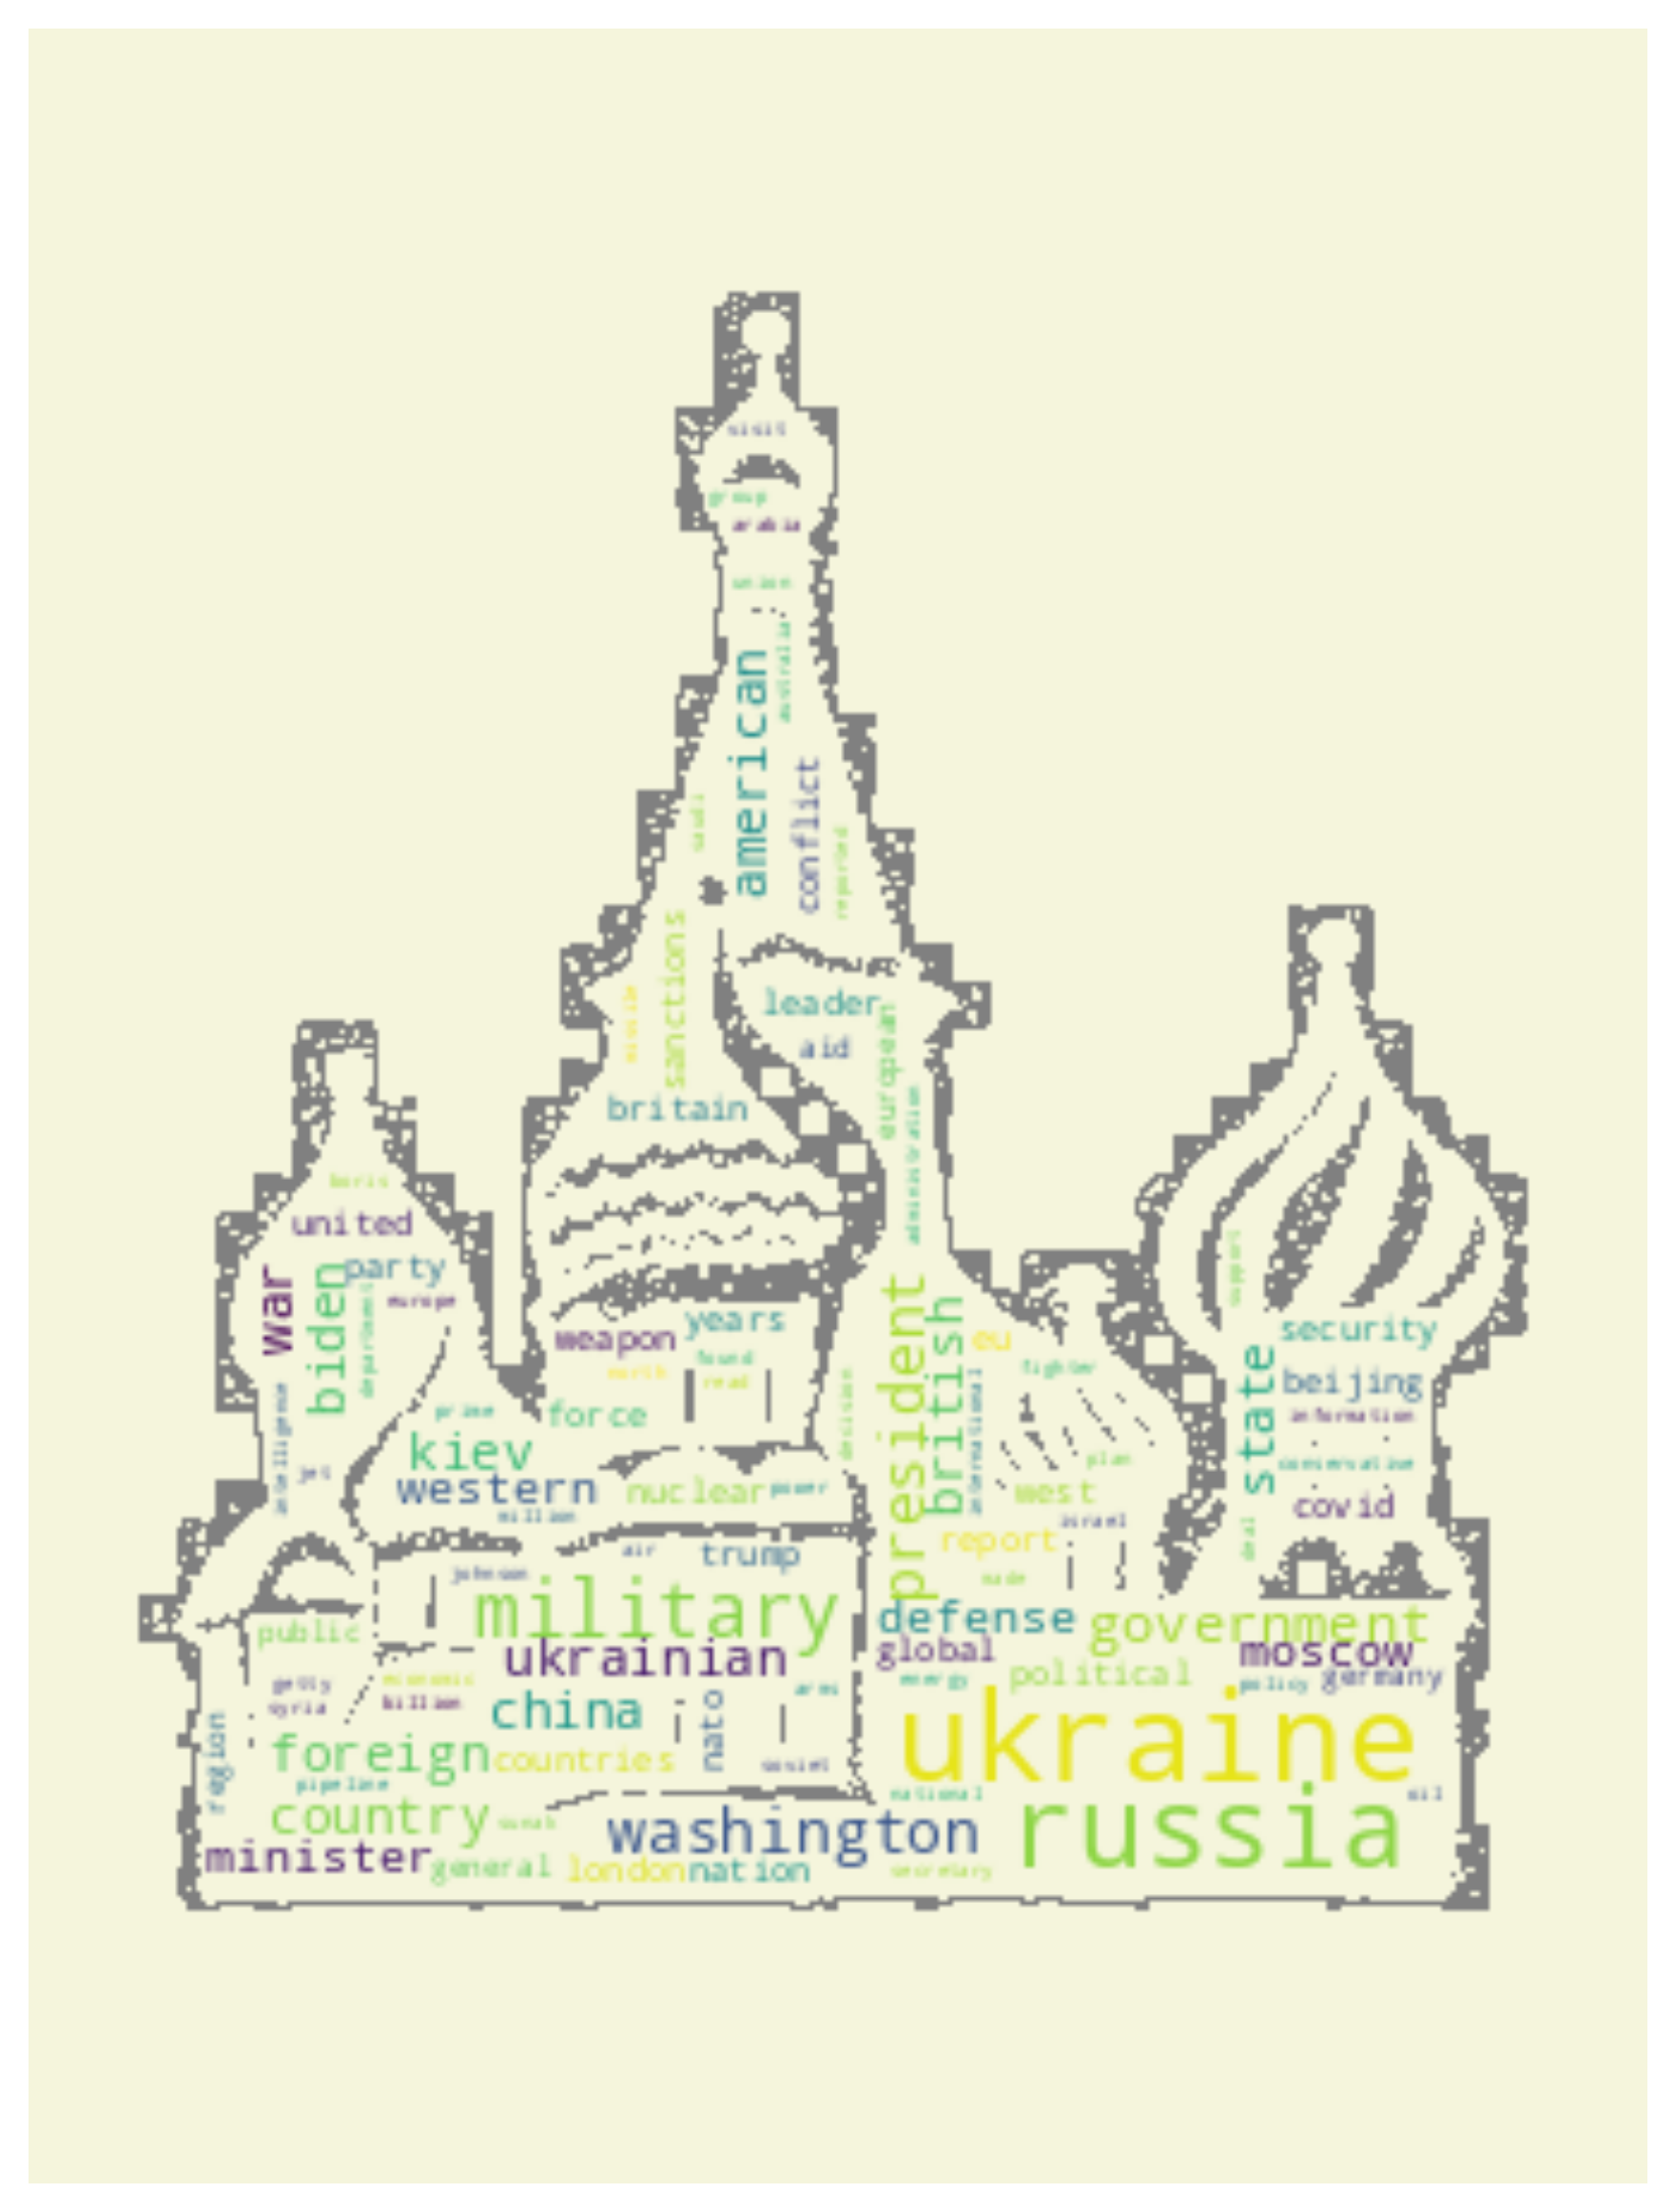 visit
group
arabia
union
american
australia
conflict
saudi
reported
sanctions
missile
leader
aid
european
britain
administration
boris
united
war
biden
party
europe
department
weapon
years
found
north
read
president
british
eu
international
fighter
support
security
state
beijing
information
conservative
covid
deal
intelligence
jet
prime
force
kiev
western
million
nuclear
power
decision
plan
west
israel
report
made
air
trump
johnson
military
public
ukrainian
defense
government
global
moscow
political
energy
policy
germany
getty
syria
economic
billion
china
nato
arms
region
foreign
countries
soviet
ukraine
pipeline
national
oil
country
sunak
washington
russia
minister
general
london
nation
secretary